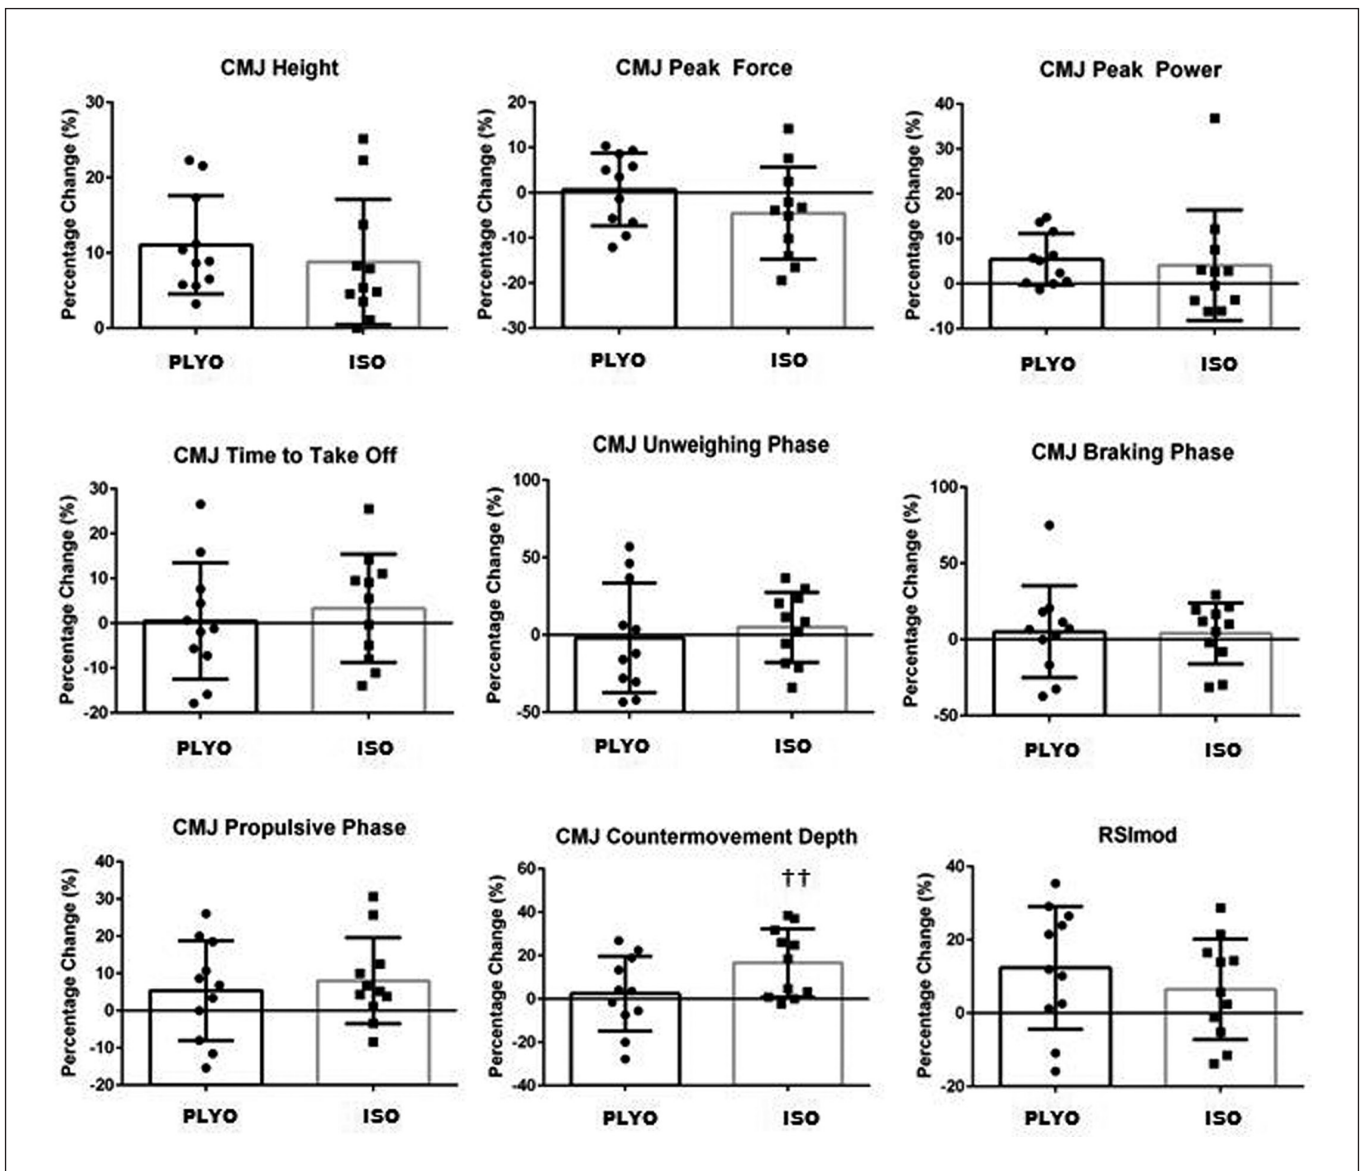 CMJ Height
Percentage Change (%)
30
20
10
0
PLYO
ISO
CMJ Peak Force
Percentage Change (%)
20
10
0
-10
-20
-30
PLYO
ISO
CMJ Peak Power
Percentage Change (%)
40
30
20
10
0
-10
PLYO
ISO
CMJ Time to Take Off
Percentage Change (%)
30
20
10
0
-10
-20
PLYO
ISO
CMJ Unweighing Phase
Percentage Change (%)
100
50
0
-50
PLYO
ISO
CMJ Braking Phase
Percentage Change (%)
100
50
0
-50
PLYO
ISO
CMJ Propulsive Phase
Percentage Change (%)
40
30
20
10
0
-10
-20
PLYO
ISO
CMJ Countermovement Depth
Percentage Change (%)
60
40
20
0
-20
-40
††
PLYO
ISO
RSImod
Percentage Change (%)
40
20
0
-20
PLYO
ISO